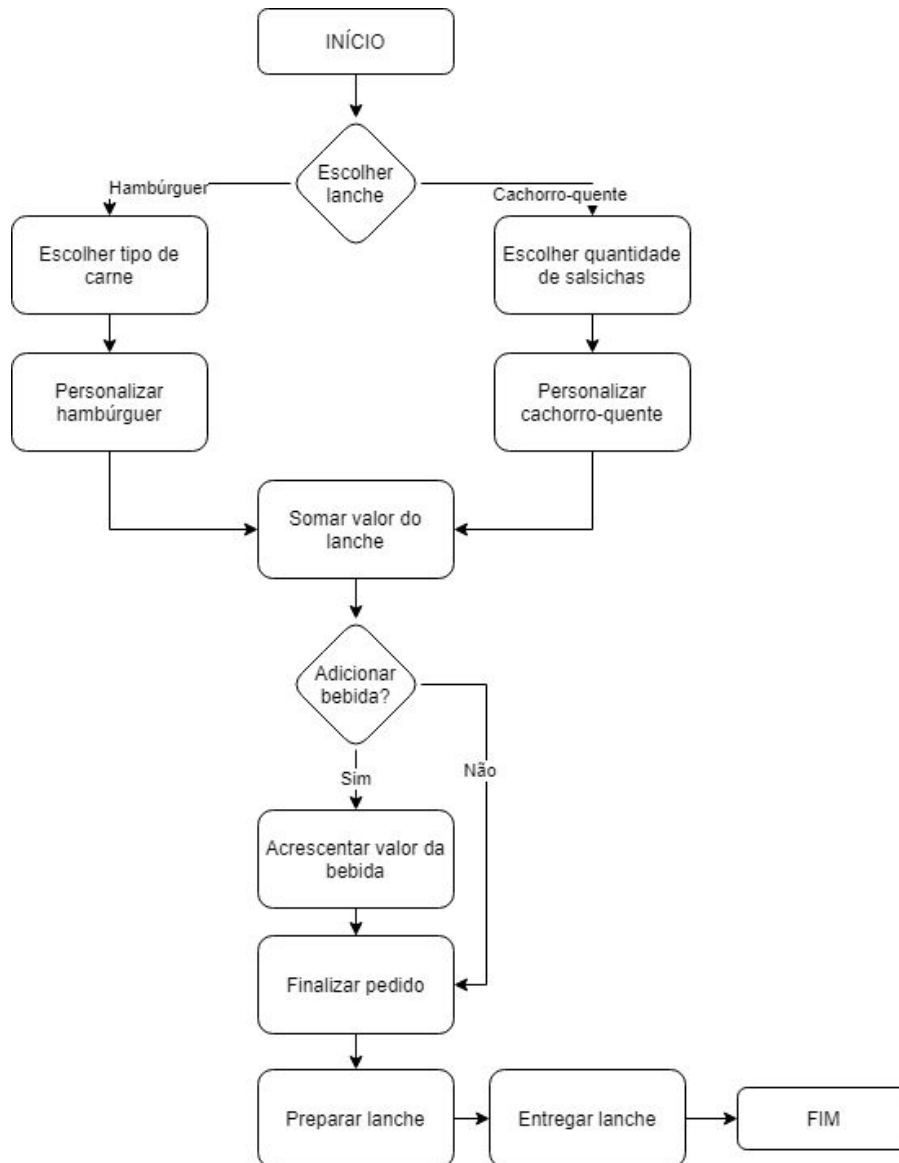 INÍCIO
Escolher
lanche
Hambúrguer
Cachorro-quente
Escolher tipo de
carne
Escolher quantidade
de salsichas
Personalizar
hambúrguer
Personalizar
cachorro-quente
Somar valor do
lanche
Adicionar
bebida?
Sim
Não
Acrescentar valor da
bebida
Finalizar pedido
Preparar lanche
Entregar lanche
FIM